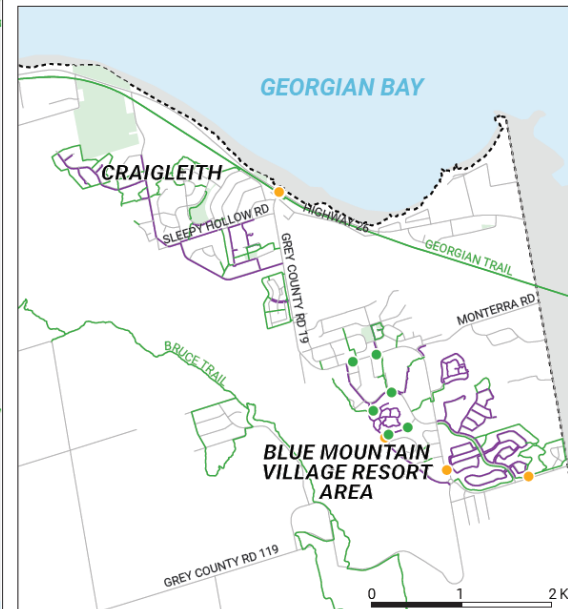 GEORGIAN BAY
CRAIGLEITH
SLEEPY HOLLOW RD
HIGHWAY 26
GREY COUNTY RD 19
GEORGIAN TRAIL
MONTERRA RD
BRUCE TRAIL
BLUE MOUNTAIN
VILLAGE RESORT
AREA
GREY COUNTY RD 119
0 1 2 K